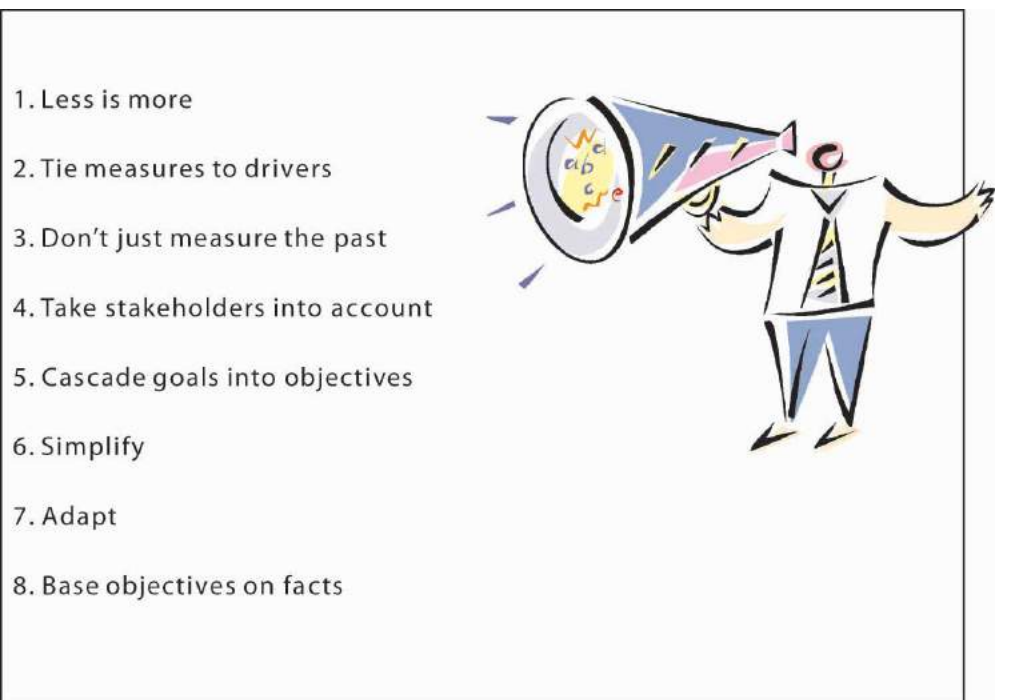 1. Less is more
2. Tie measures to drivers
3. Don't just measure the past
4. Take stakeholders into account
5. Cascade goals into objectives
6. Simplify
7. Adapt
8. Base objectives on facts